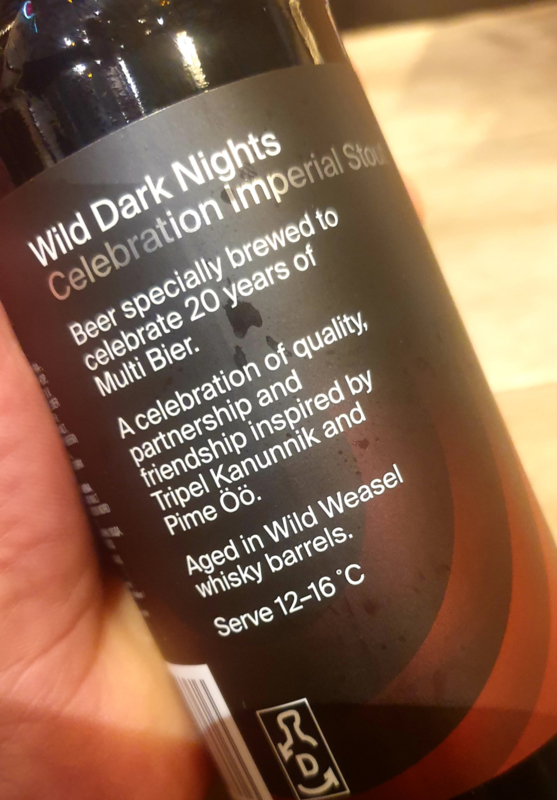 Wild Dark Nights
Celebration Imperial
Beer specially brewed to
celebrate 20 years of
Multi Bier.
A celebration of quality,
partnership and
friendship inspired by
Tripel Kanunnik and
Pime Öö.
Aged in Wild Weasel
whisky barrels.
Serve 12–16 °C
D